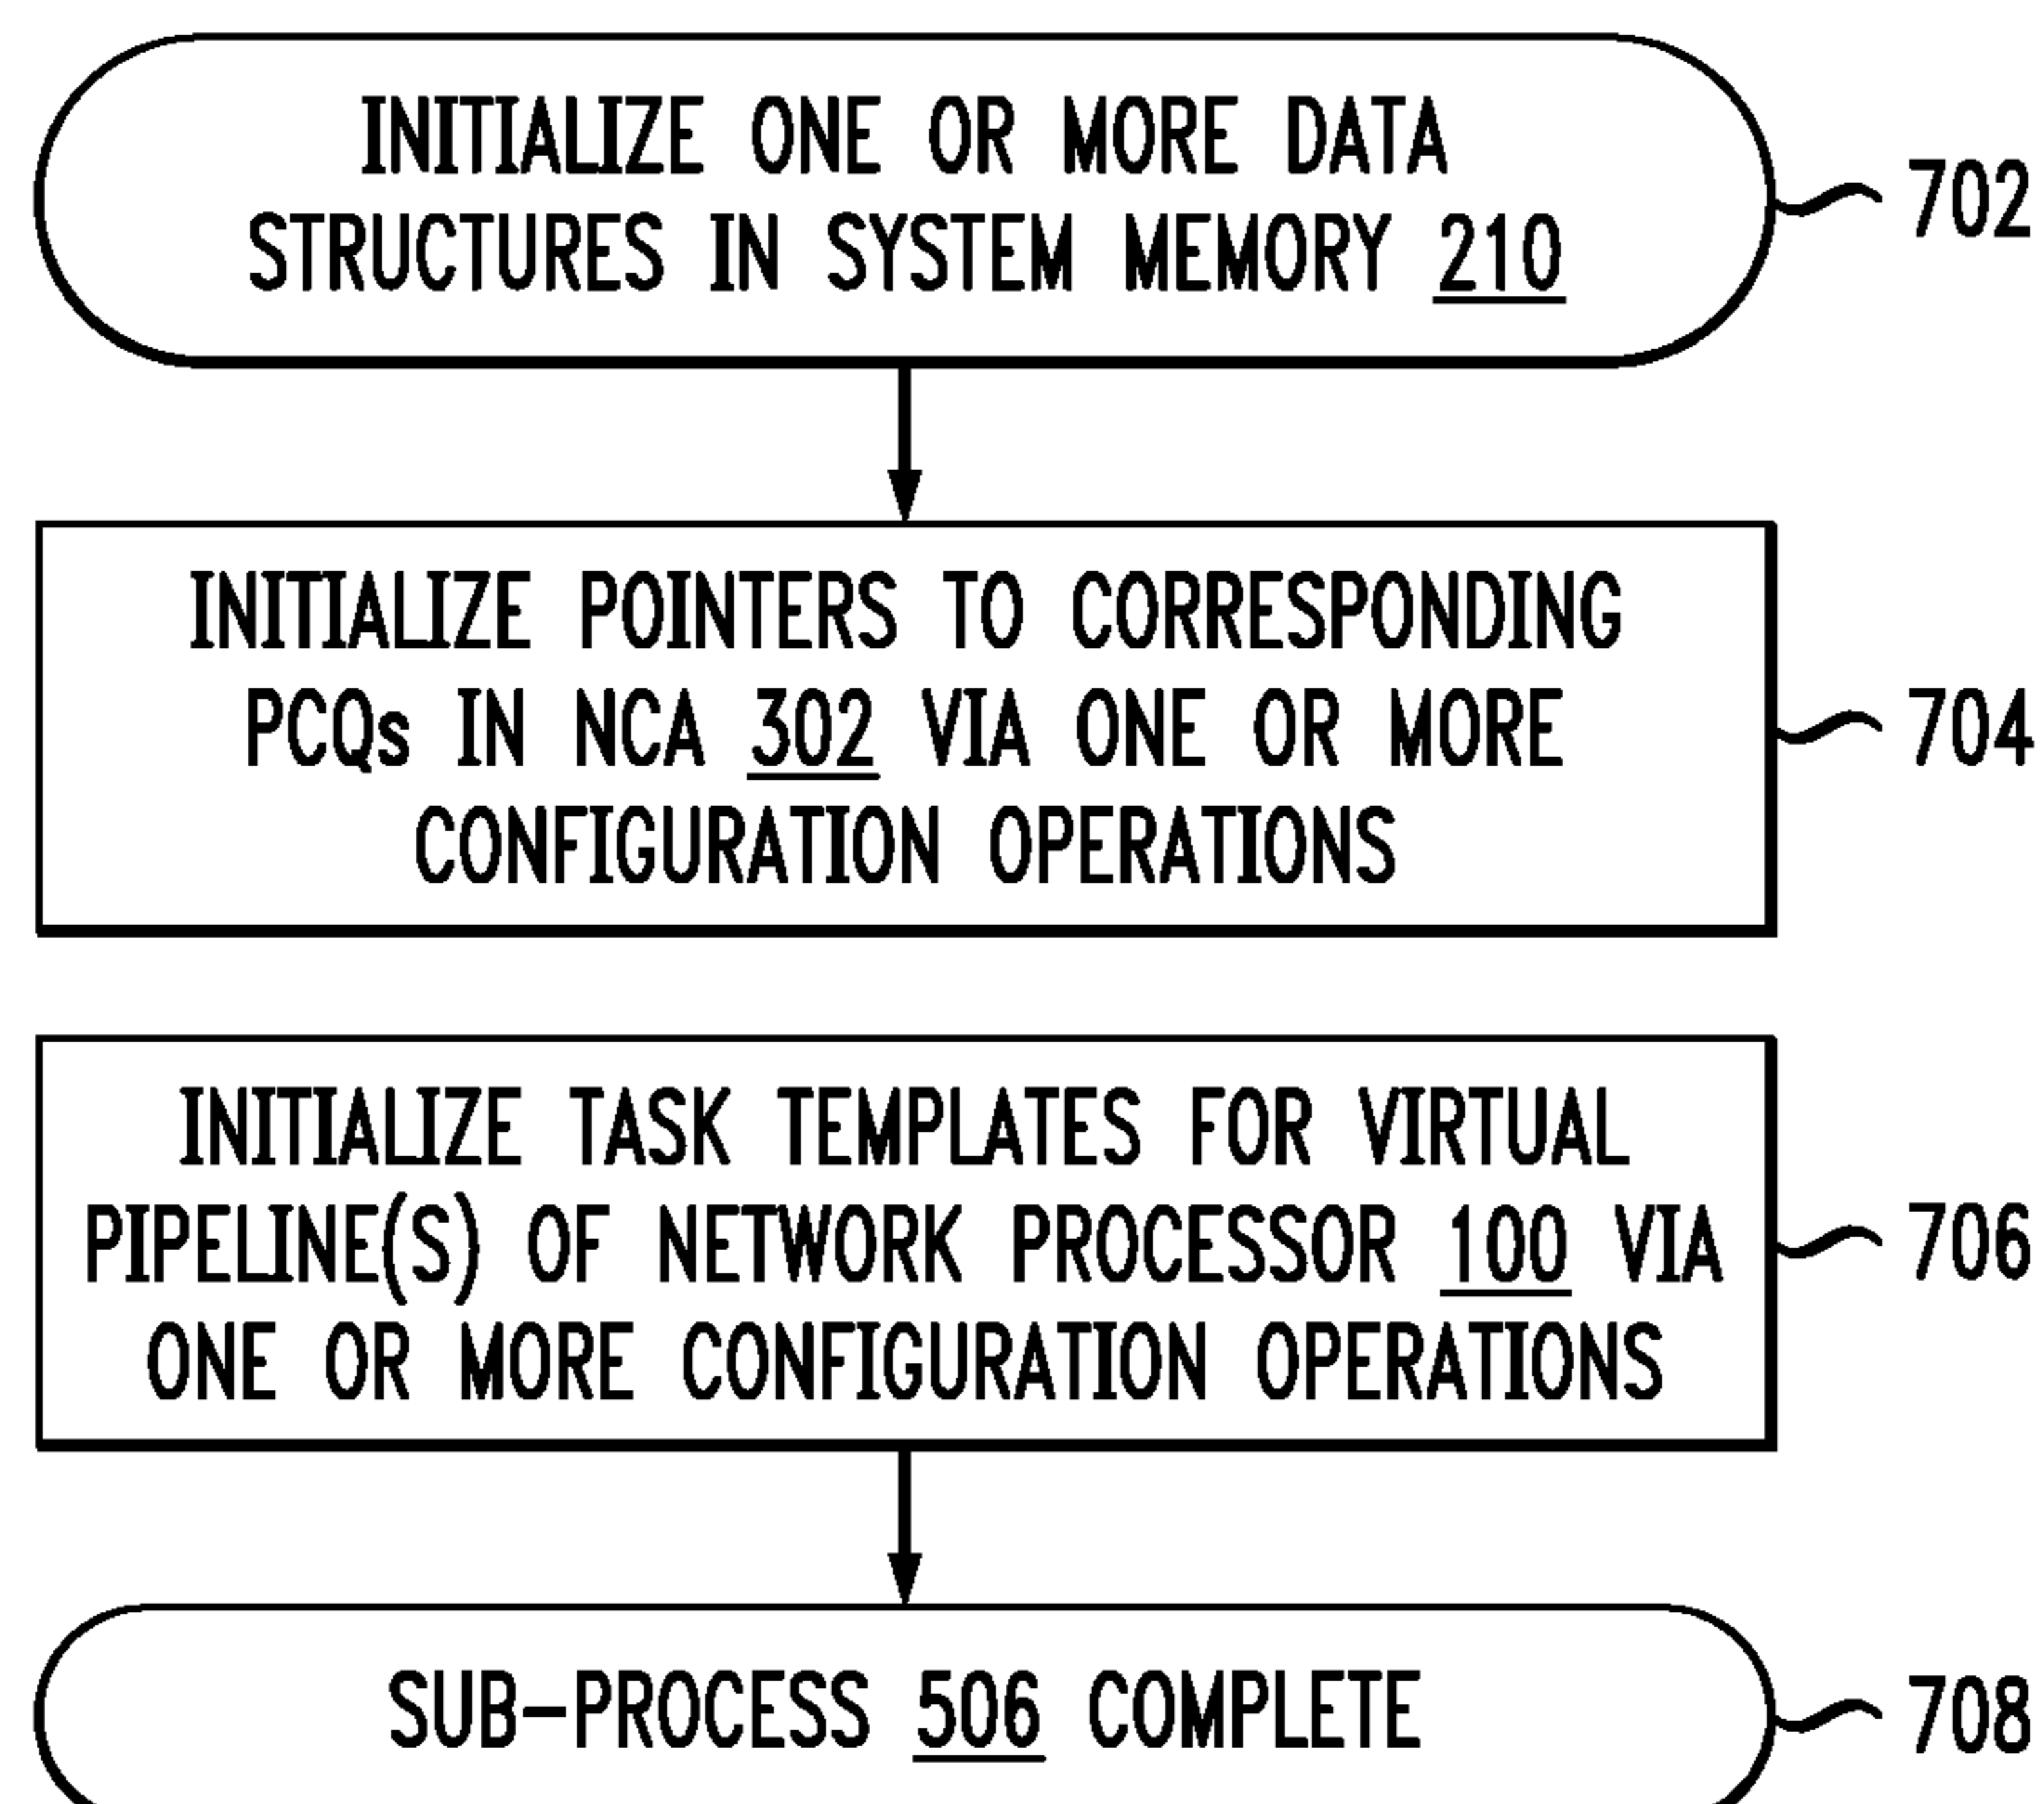 INITIALIZE ONE OR MORE DATA
STRUCTURES IN SYSTEM MEMORY 210
702
INITIALIZE POINTERS TO CORRESPONDING
PCQs IN NCA 302 VIA ONE OR MORE
CONFIGURATION OPERATIONS
704
INITIALIZE TASK TEMPLATES FOR VIRTUAL
PIPELINE(S) OF NETWORK PROCESSOR 100 VIA
ONE OR MORE CONFIGURATION OPERATIONS
706
SUB-PROCESS 506 COMPLETE
708